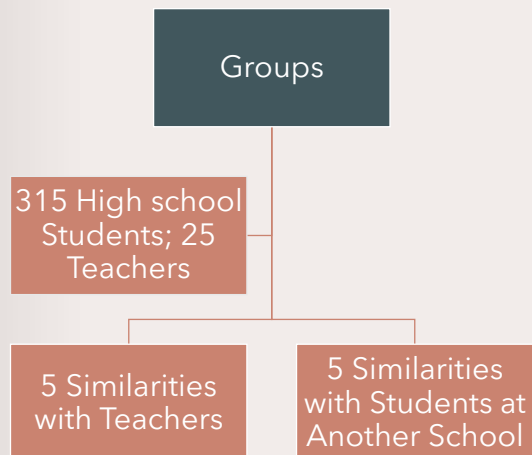 Groups
315 High school
Students; 25
Teachers
5 Similarities
with Teachers
5 Similarities
with Students at
Another School